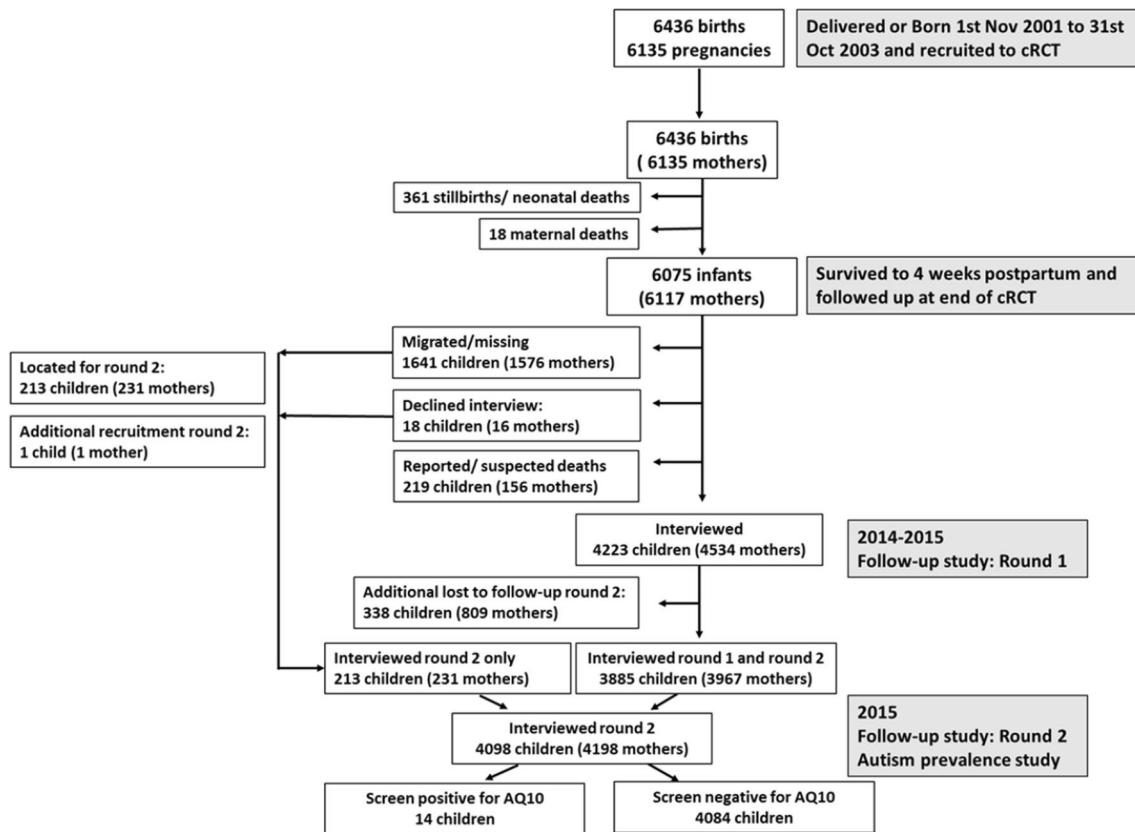 6436 births
6135 pregnancies
Delivered or Born 1st Nov 2001 to 31st
Oct 2003 and recruited to cRCT
6436 births
( 6135 mothers)
361 stillbirths/ neonatal deaths
18 maternal deaths
6075 infants
(6117 mothers)
Survived to 4 weeks postpartum and
followed up at end of cRCT
Migrated/missing
1641 children (1576 mothers)
Located for round 2:
213 children (231 mothers)
Declined interview:
18 children (16 mothers)
Additional recruitment round 2:
1 child (1 mother)
Reported/ suspected deaths
219 children (156 mothers)
Interviewed
4223 children (4534 mothers)
2014-2015
Follow-up study: Round 1
Additional lost to follow-up round 2:
338 children (809 mothers)
Interviewed round 2 only
213 children (231 mothers)
Interviewed round 1 and round 2
3885 children (3967 mothers)
Interviewed round 2
4098 children (4198 mothers)
2015
Follow-up study: Round 2
Autism prevalence study
Screen positive for AQ10
14 children
Screen negative for AQ10
4084 children